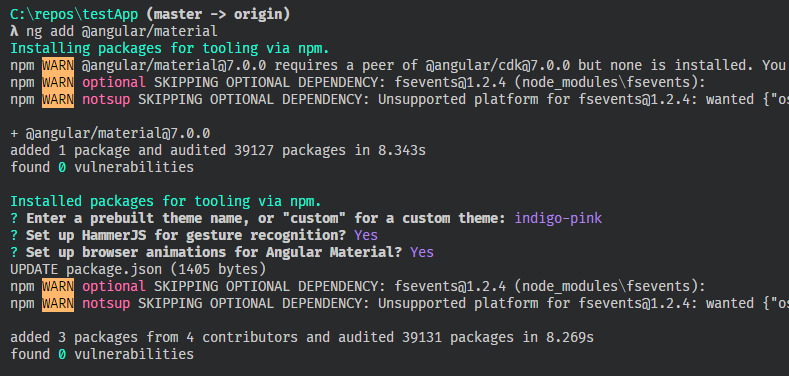 C:\repos\testApp (master -> origin)
λ ng add @angular/material
Installing packages for tooling via npm.
npm WARN @angular/material@7.0.0 requires a peer of @angular/cdk@7.0.0 but none is installed. You
npm WARN optional SKIPPING OPTIONAL DEPENDENCY: fsevents@1.2.4 (node_modules\fsevents):
npm WARN notsup SKIPPING OPTIONAL DEPENDENCY: Unsupported platform for fsevents@1.2.4: wanted {"os
+ @angular/material@7.0.0
added 1 package and audited 39127 packages in 8.343s
found 0 vulnerabilities
Installed packages for tooling via npm.
? Enter a prebuilt theme name, or "custom" for a custom theme: indigo-pink
? Set up HammerJS for gesture recognition? Yes
? Set up browser animations for Angular Material? Yes
UPDATE package.json (1405 bytes)
npm WARN optional SKIPPING OPTIONAL DEPENDENCY: fsevents@1.2.4 (node_modules\fsevents):
npm WARN notsup SKIPPING OPTIONAL DEPENDENCY: Unsupported platform for fsevents@1.2.4: wanted {"os
added 3 packages from 4 contributors and audited 39131 packages in 8.269s
found 0 vulnerabilities